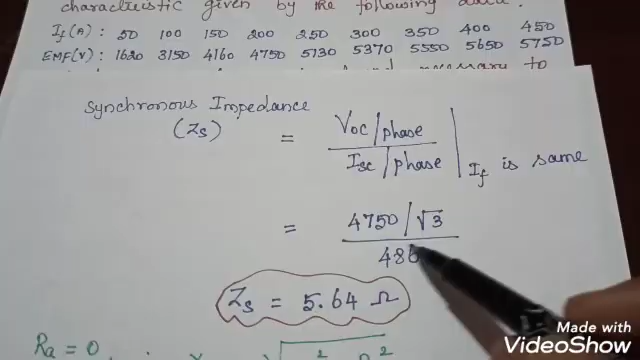 characteristic given by the following data.
If(A): 50 100 150 200 250 300 350 400 450
EMF(V): 1620 3150 4160 4750 5130 5370 5550 5650 5750
necessary to
Synchronous Impedance
(Zs) = Voc/phase
Isc/phase | If is same
= 4750/√3
486
Zs = 5.64 Ω
Ra = 0
Made with
VideoShow